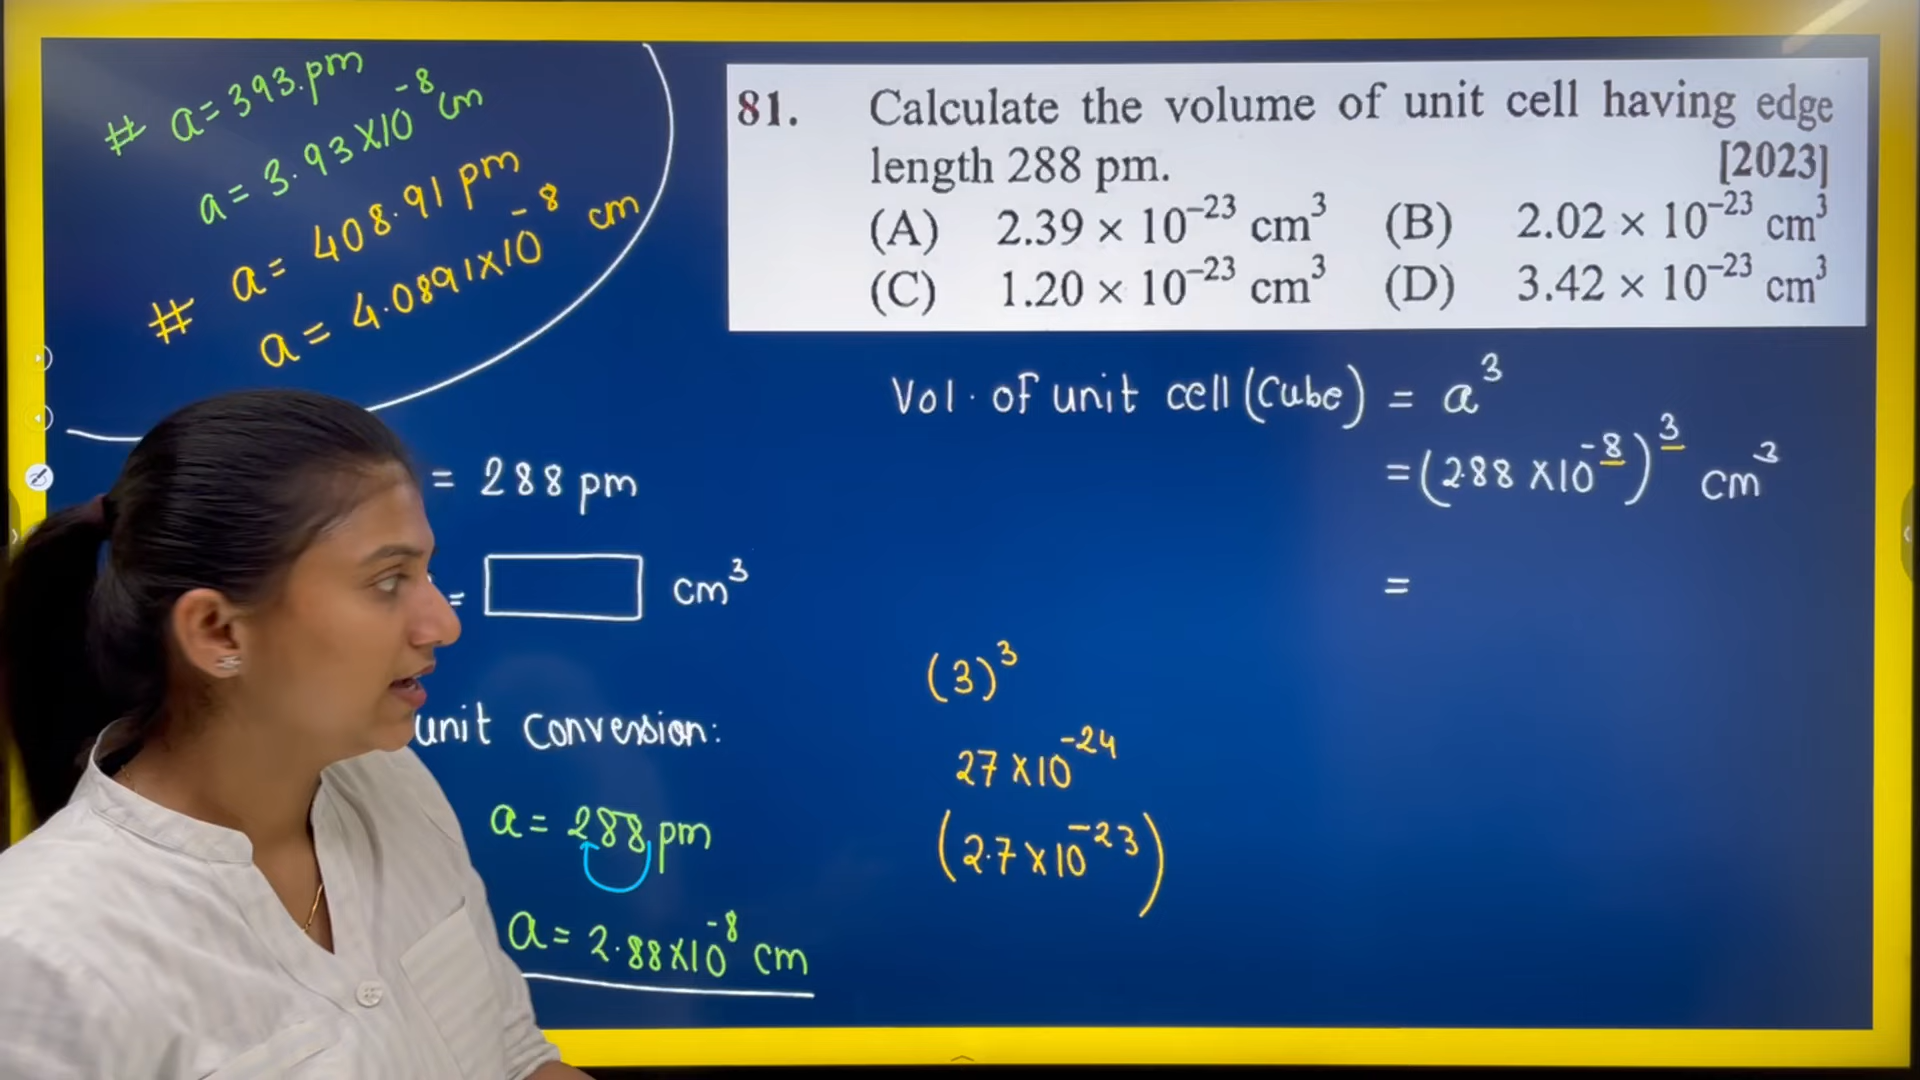 # a = 393.pm
a = 3.93×10⁻⁸ cm
# a = 408.91 pm
a = 4.0891×10⁻⁸ cm
81. Calculate the volume of unit cell having edge
length 288 pm. [2023]
(A) 2.39 × 10⁻²³ cm³ (B) 2.02 × 10⁻²³ cm³
(C) 1.20 × 10⁻²³ cm³ (D) 3.42 × 10⁻²³ cm³
= 288 pm
= cm³
unit conversion:
a = 288 pm
a = 2.88×10⁻⁸ cm
Vol. of unit cell (cube) = a³
= (2.88 ×10⁻⁸)³ cm³
=
(3)³
27 ×10⁻²⁴
(2.7 ×10⁻²³)